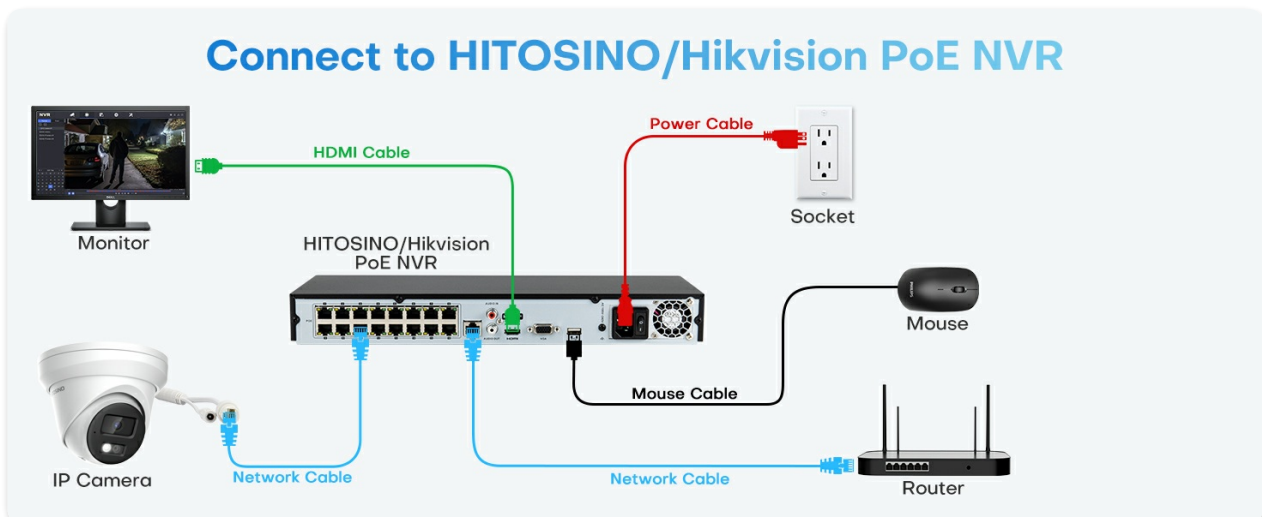 Connect to HITOSINO/Hikvision PoE NVR
NVR
HDMI Cable
Power Cable
Monitor
Socket
HITOSINO/Hikvision
PoE NVR
Mouse
Mouse Cable
IP Camera
Network Cable
Network Cable
Router